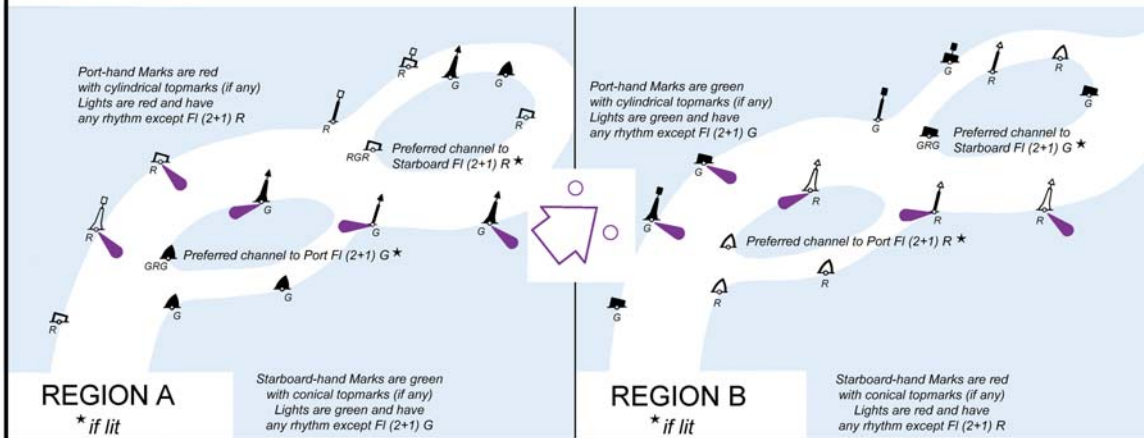 Port-hand Marks are red
with cylindrical topmarks (if any)
Lights are red and have
any rhythm except Fl (2+1) R
R
G
G
R
R
RGR
Preferred channel to
Starboard Fl (2+1) R ★
R
G
G
G
R
GRG
Preferred channel to Port Fl (2+1) G ★
G
G
R
REGION A
★ if lit
Starboard-hand Marks are green
with conical topmarks (if any)
Lights are green and have
any rhythm except Fl (2+1) G
Port-hand Marks are green
with cylindrical topmarks (if any)
Lights are green and have
any rhythm except Fl (2+1) G
G
R
R
G
G
GRG
Preferred channel to
Starboard Fl (2+1) G ★
G
R
R
R
G
Preferred channel to Port Fl (2+1) R ★
R
R
G
REGION B
★ if lit
Starboard-hand Marks are red
with conical topmarks (if any)
Lights are red and have
any rhythm except Fl (2+1) R